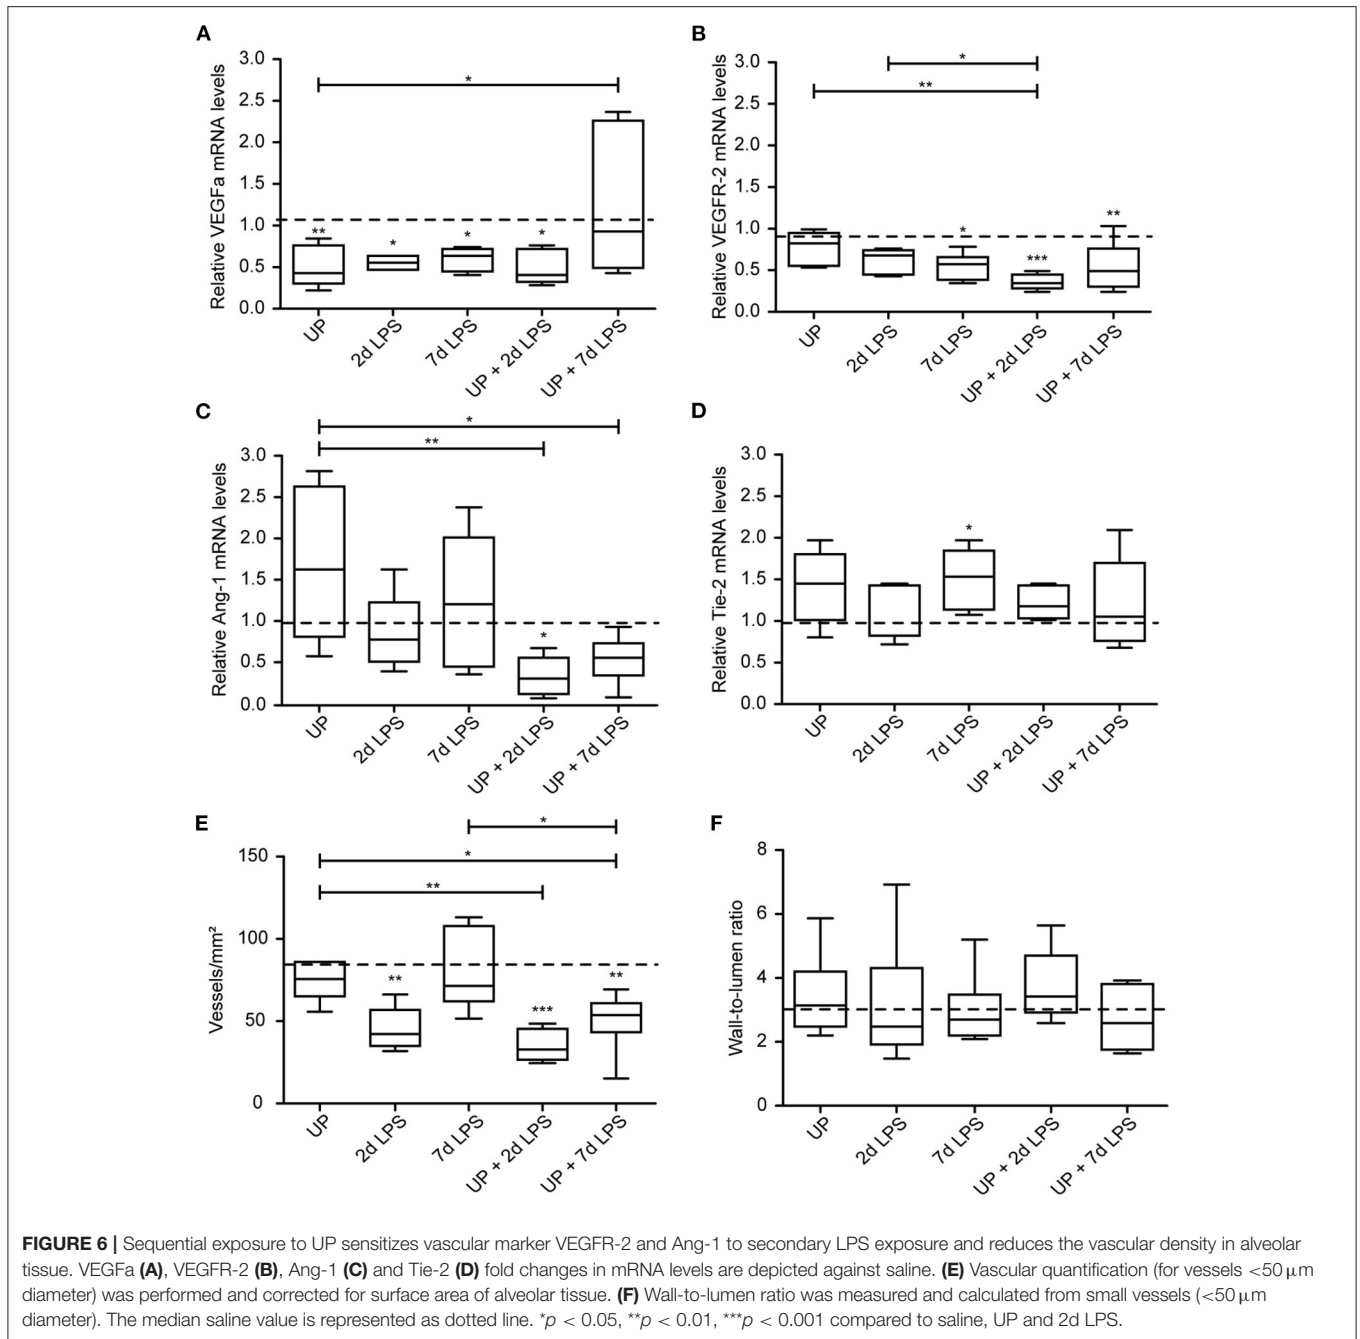 A
3.0
2.5
2.0
1.5
1.0
0.5
0.0
Relative VEGFa mRNA levels
*
**
*
*
*
UP
2d LPS
7d LPS
UP + 2d LPS
UP + 7d LPS
B
3.0
2.5
2.0
1.5
1.0
0.5
0.0
Relative VEGFR-2 mRNA levels
*
**
*
***
**
UP
2d LPS
7d LPS
UP + 2d LPS
UP + 7d LPS
C
3.0
2.5
2.0
1.5
1.0
0.5
0.0
Relative Ang-1 mRNA levels
*
**
*
UP
2d LPS
7d LPS
UP + 2d LPS
UP + 7d LPS
D
3.0
2.5
2.0
1.5
1.0
0.5
0.0
Relative Tie-2 mRNA levels
*
UP
2d LPS
7d LPS
UP + 2d LPS
UP + 7d LPS
E
150
100
50
0
Vessels/mm²
*
*
**
**
***
**
UP
2d LPS
7d LPS
UP + 2d LPS
UP + 7d LPS
F
8
6
4
2
0
Wall-to-lumen ratio
UP
2d LPS
7d LPS
UP + 2d LPS
UP + 7d LPS
FIGURE 6 | Sequential exposure to UP sensitizes vascular marker VEGFR-2 and Ang-1 to secondary LPS exposure and reduces the vascular density in alveolar
tissue. VEGFa (A), VEGFR-2 (B), Ang-1 (C) and Tie-2 (D) fold changes in mRNA levels are depicted against saline. (E) Vascular quantification (for vessels <50 μm
diameter) was performed and corrected for surface area of alveolar tissue. (F) Wall-to-lumen ratio was measured and calculated from small vessels (<50 μm
diameter). The median saline value is represented as dotted line. *p < 0.05, **p < 0.01, ***p < 0.001 compared to saline, UP and 2d LPS.